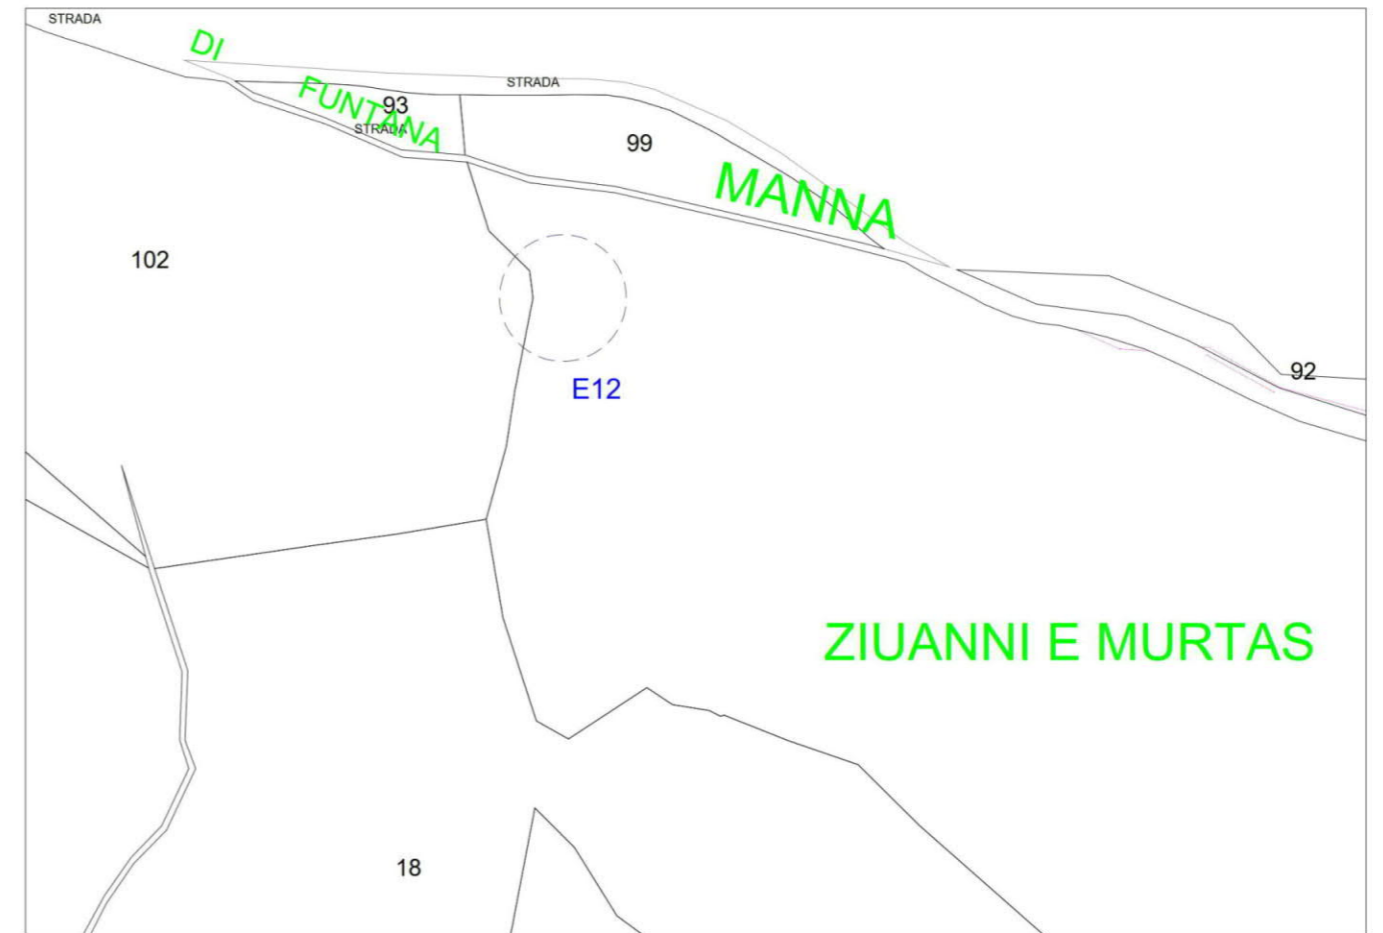 STRADA
DI
STRADA
FUNTANA
93
STRADA
99
MANNA
102
92
E12
ZIUANNI E MURTAS
18